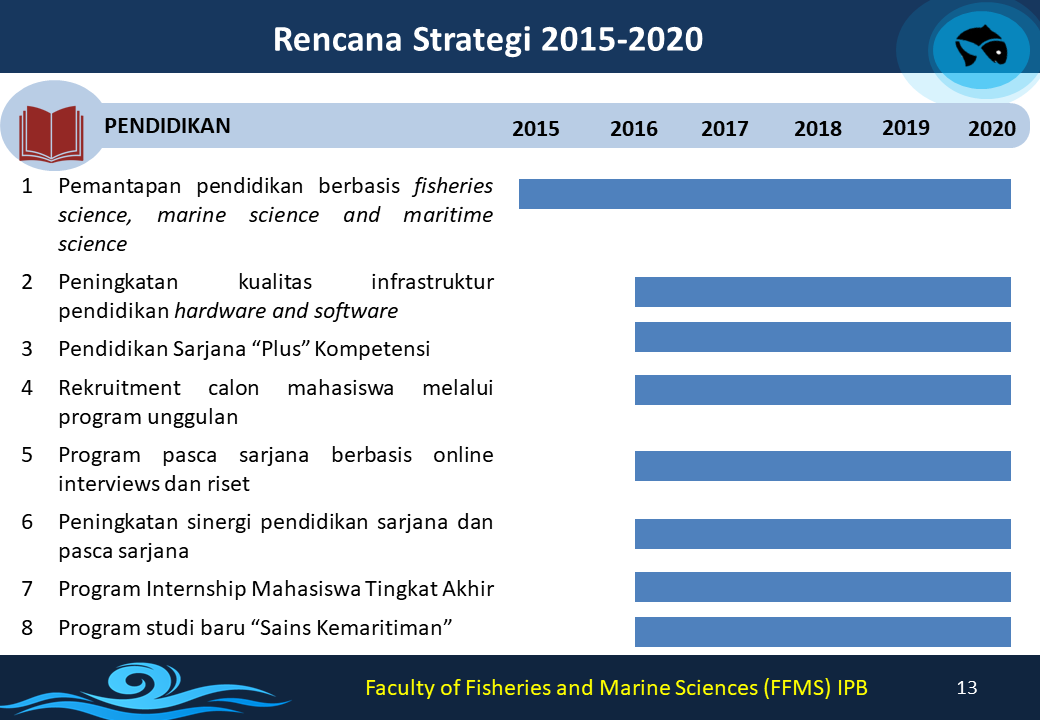 Rencana Strategi 2015-2020
PENDIDIKAN 2015 2016 2017 2018 2019 2020
1 Pemantapan pendidikan berbasis fisheries
science, marine science and maritime
science
2 Peningkatan kualitas infrastruktur
pendidikan hardware and software
3 Pendidikan Sarjana “Plus” Kompetensi
4 Rekruitment calon mahasiswa melalui
program unggulan
5 Program pasca sarjana berbasis online
interviews dan riset
6 Peningkatan sinergi pendidikan sarjana dan
pasca sarjana
7 Program Internship Mahasiswa Tingkat Akhir
8 Program studi baru “Sains Kemaritiman”
Faculty of Fisheries and Marine Sciences (FFMS) IPB 13